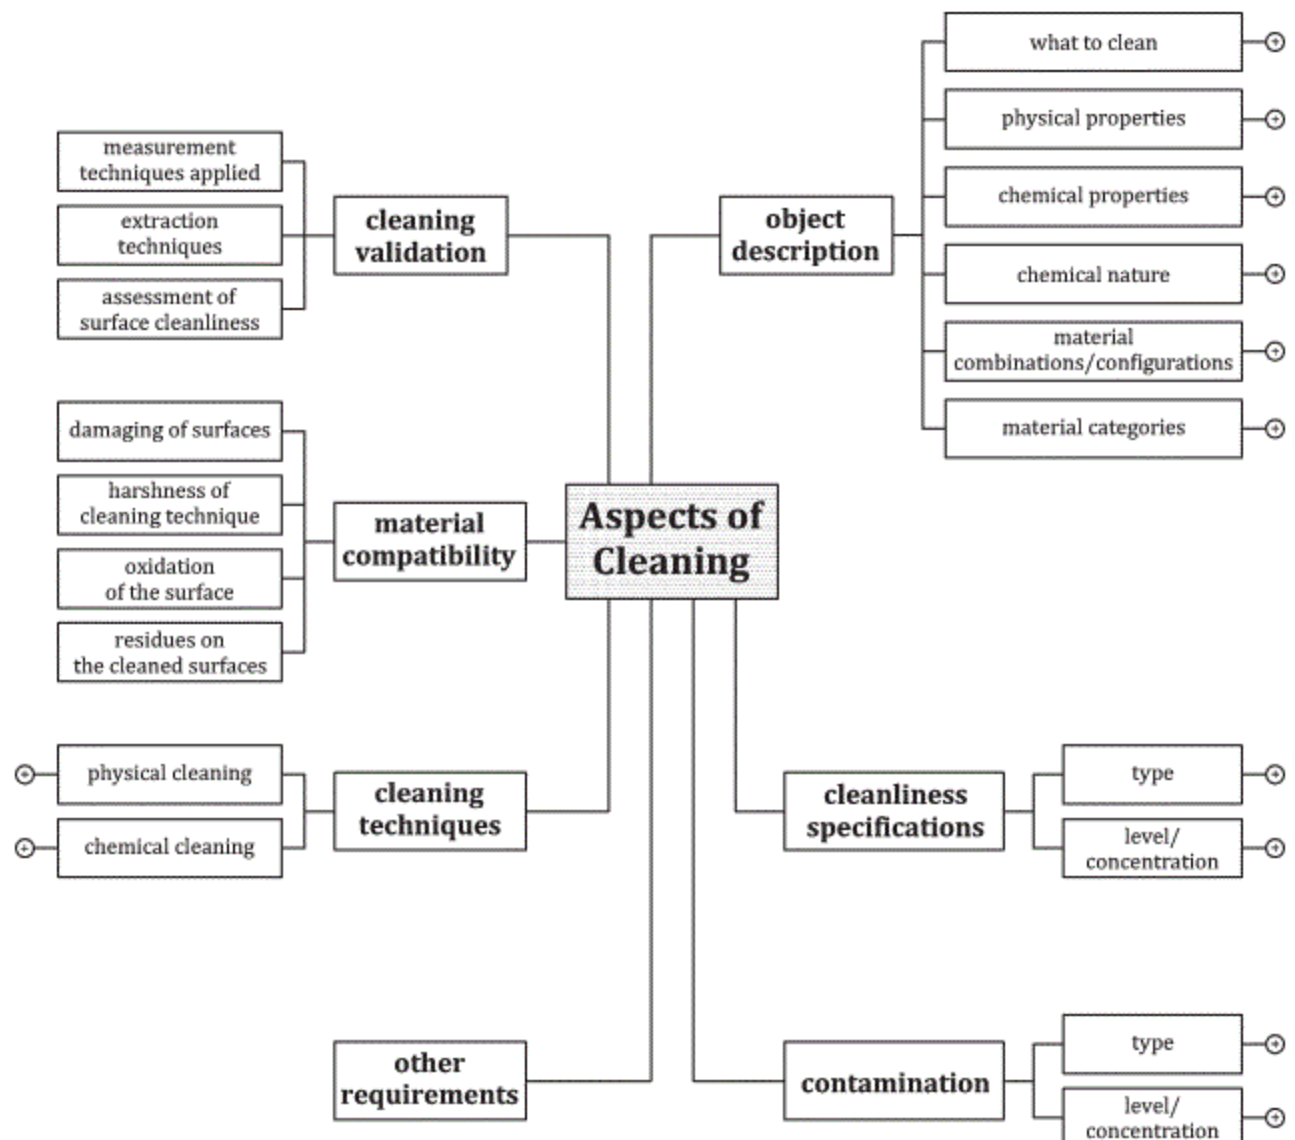 what to clean
physical properties
chemical properties
chemical nature
material
combinations/configurations
material categories
object
description
measurement
techniques applied
extraction
techniques
assessment of
surface cleanliness
cleaning
validation
damaging of surfaces
harshness of
cleaning technique
oxidation
of the surface
residues on
the cleaned surfaces
material
compatibility
Aspects of
Cleaning
physical cleaning
chemical cleaning
cleaning
techniques
cleanliness
specifications
type
level/
concentration
other
requirements
contamination
type
level/
concentration